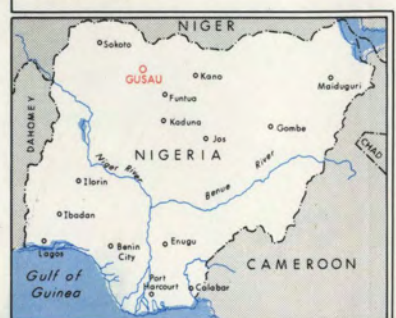 NIGER
Sokoto
GUSAU
Kano
Maiduguri
Funtua
DAHOMEY
Kaduna
Jos
Gombe
CHAD
Niger River
NIGERIA
Benue River
Ilorin
Ibadan
Lagos
Benin City
Enugu
CAMEROON
Gulf of Guinea
Port Harcourt
Calabar